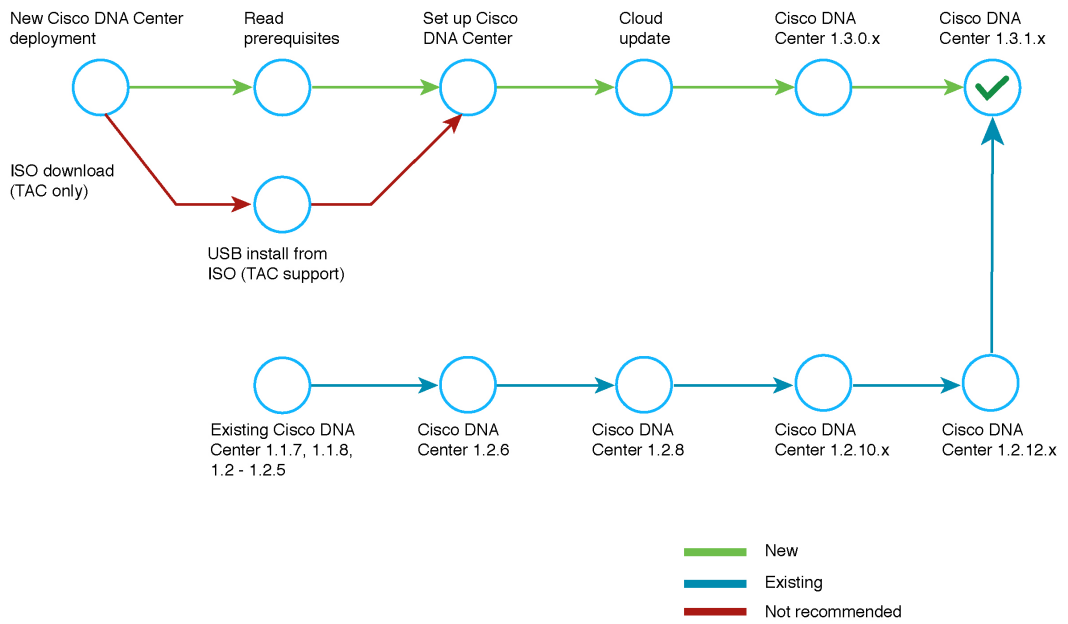 New Cisco DNA Center
deployment
Read
prerequisites
Set up Cisco
DNA Center
Cloud
update
Cisco DNA
Center 1.3.0.x
Cisco DNA
Center 1.3.1.x
ISO download
(TAC only)
USB install from
ISO (TAC support)
Existing Cisco DNA
Center 1.1.7, 1.1.8,
1.2 - 1.2.5
Cisco DNA
Center 1.2.6
Cisco DNA
Center 1.2.8
Cisco DNA
Center 1.2.10.x
Cisco DNA
Center 1.2.12.x
New
Existing
Not recommended